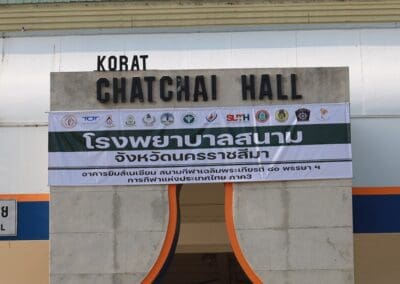 KORAT
CHATCHAI HALL
โรงพยาบาลสนาม
จังหวัดนครราชสีมา
อาคารยิมส์เนเซียม สนามกีฬาเฉลิมพระเกียรติ ๘๐ พรรษา ฯ
การกีฬาแห่งประเทศไทย ภาค3